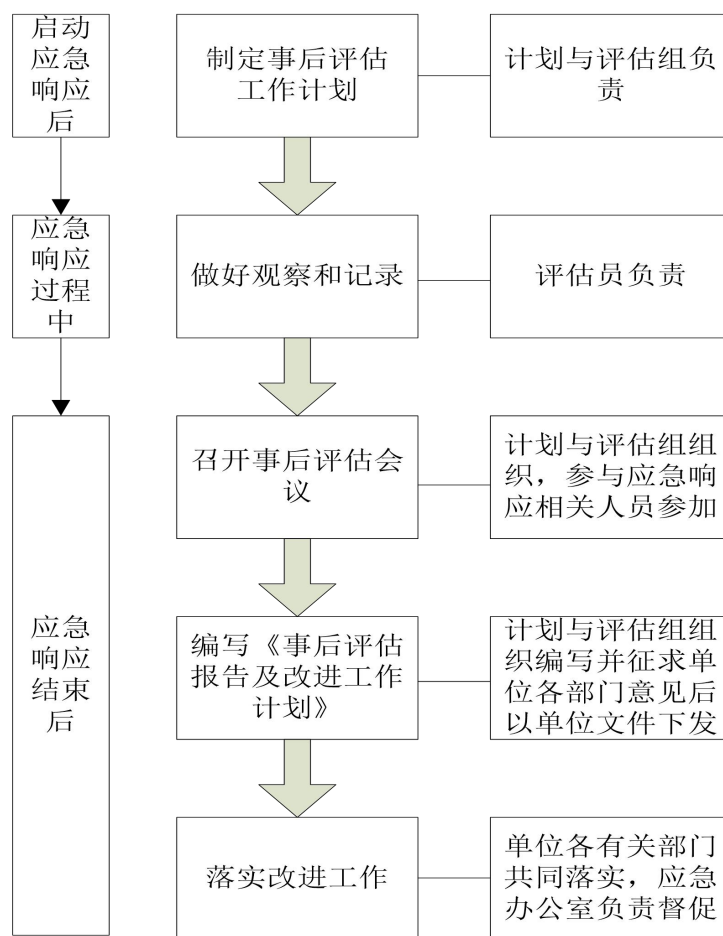 启动
应急
响应
后
制定事后评估
工作计划
计划与评估组负
责
应急
响应
过程
中
做好观察和记录
评估员负责
应急
响应
结束
后
召开事后评估会
议
计划与评估组组
织，参与应急响
应相关人员参加
编写《事后评估
报告及改进工作
计划》
计划与评估组组
织编写并征求单
位各部门意见后
以单位文件下发
落实改进工作
单位各有关部门
共同落实，应急
办公室负责督促